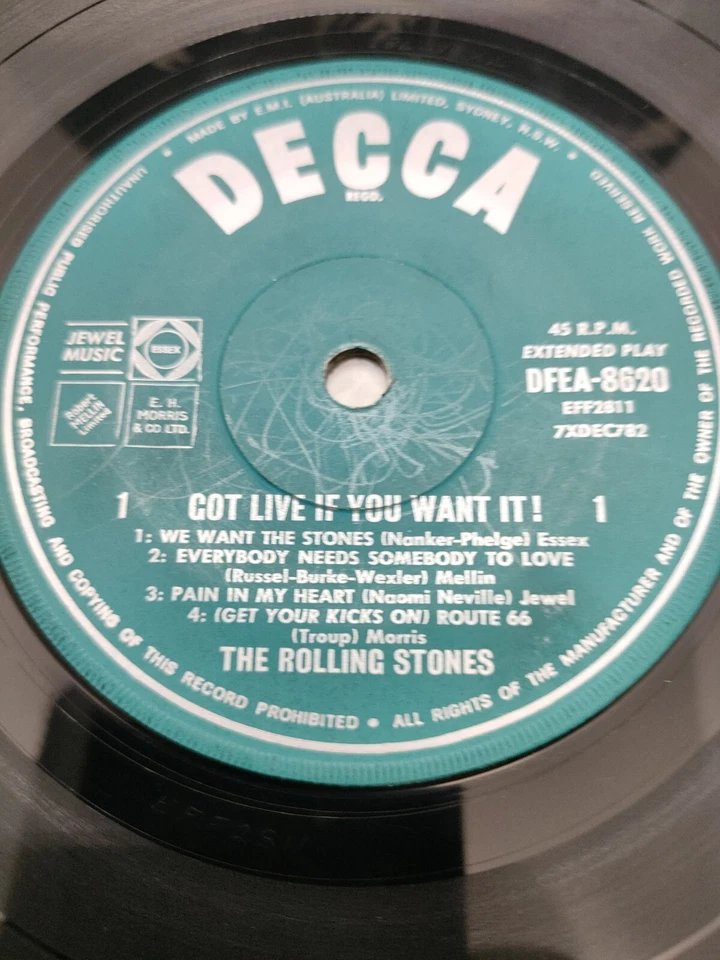 MADE BY E.M.I. (AUSTRALIA) LIMITED, SYDNEY, N.S.W.
DECCA
REGD.
JEWEL
MUSIC
ESSEX
Robert
MELLIN
Limited
E. H.
MORRIS
& CO LTD.
45 R.P.M.
EXTENDED PLAY
DFEA-8620
EFF2811
7XDEC782
1 GOT LIVE IF YOU WANT IT! 1
1: WE WANT THE STONES (Nanker-Phelge) Essex
2: EVERYBODY NEEDS SOMEBODY TO LOVE
(Russel-Burke-Wexler) Mellin
3: PAIN IN MY HEART (Naomi Neville) Jewel
4: (GET YOUR KICKS ON) ROUTE 66
(Troup) Morris
THE ROLLING STONES
UNAUTHORISED PUBLIC PERFORMANCE, BROADCASTING AND COPYING OF THIS RECORD PROHIBITED • ALL RIGHTS OF THE MANUFACTURER AND OF THE OWNER OF THE RECORDED WORK RESERVED